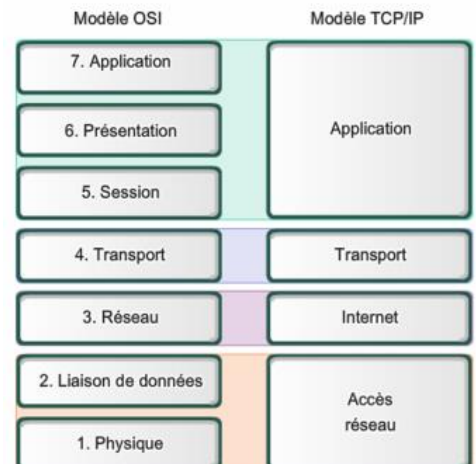 Modèle OSI
Modèle TCP/IP
7. Application
6. Présentation
5. Session
4. Transport
3. Réseau
2. Liaison de données
1. Physique
Application
Transport
Internet
Accès
réseau